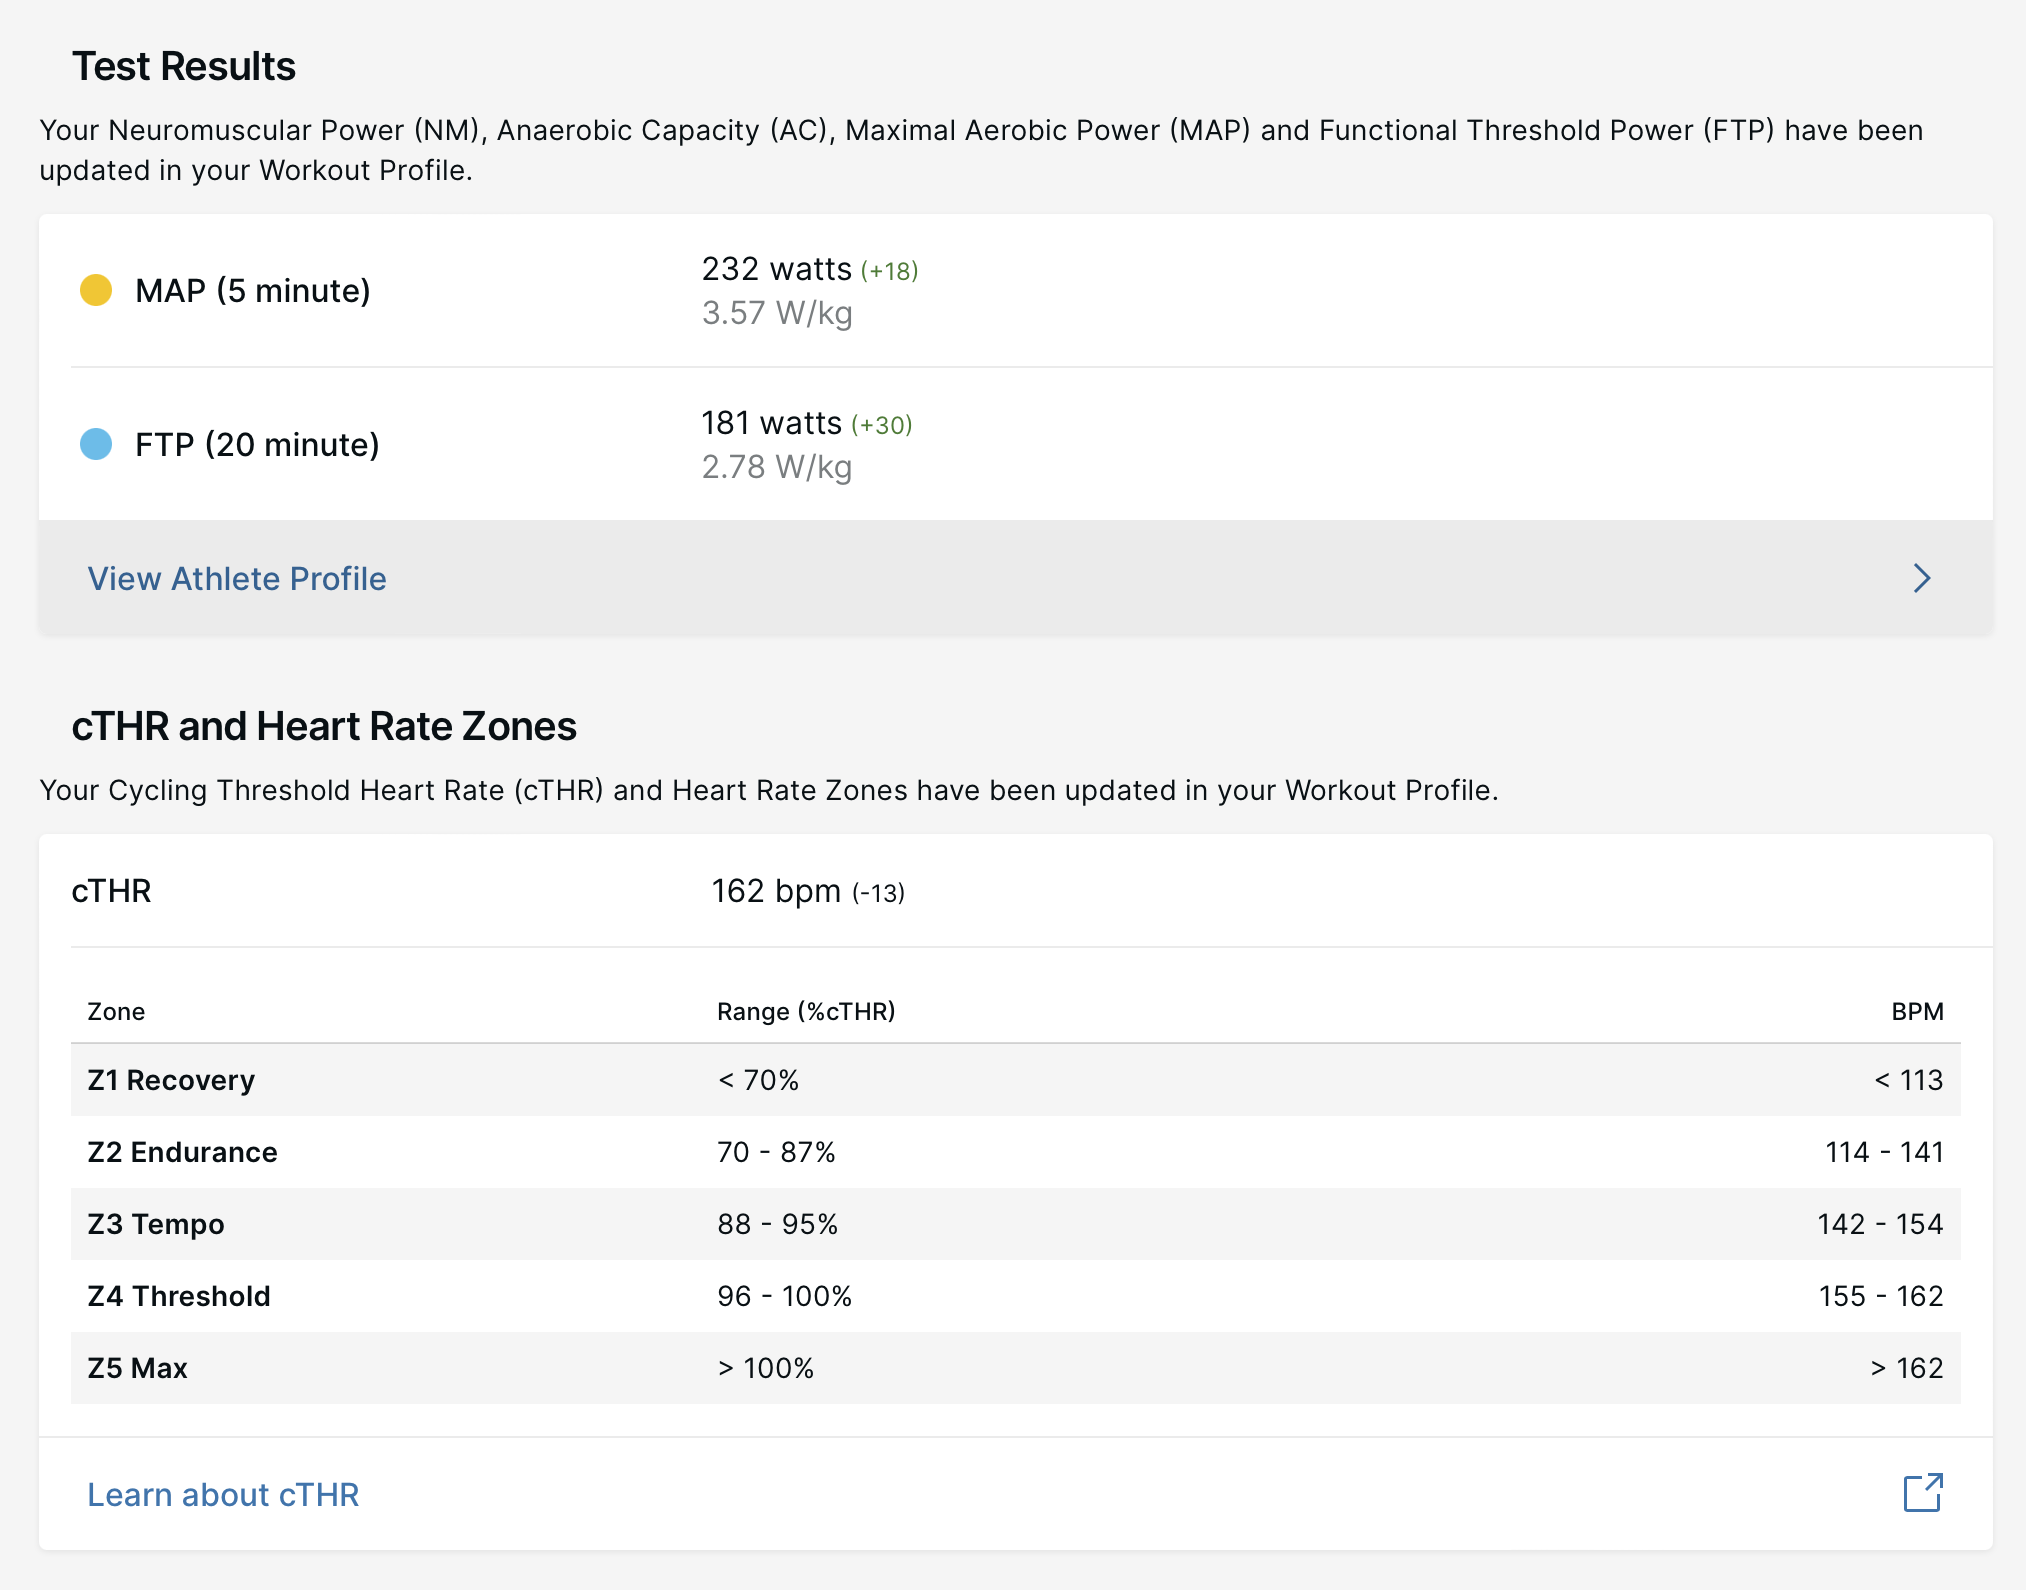 Test Results
Your Neuromuscular Power (NM), Anaerobic Capacity (AC), Maximal Aerobic Power (MAP) and Functional Threshold Power (FTP) have been
updated in your Workout Profile.
MAP (5 minute)
232 watts (+18)
3.57 W/kg
FTP (20 minute)
181 watts (+30)
2.78 W/kg
View Athlete Profile
cTHR and Heart Rate Zones
Your Cycling Threshold Heart Rate (cTHR) and Heart Rate Zones have been updated in your Workout Profile.
cTHR 162 bpm (-13)
Zone Range (%cTHR) BPM
Z1 Recovery < 70% < 113
Z2 Endurance 70 - 87% 114 - 141
Z3 Tempo 88 - 95% 142 - 154
Z4 Threshold 96 - 100% 155 - 162
Z5 Max > 100% > 162
Learn about cTHR